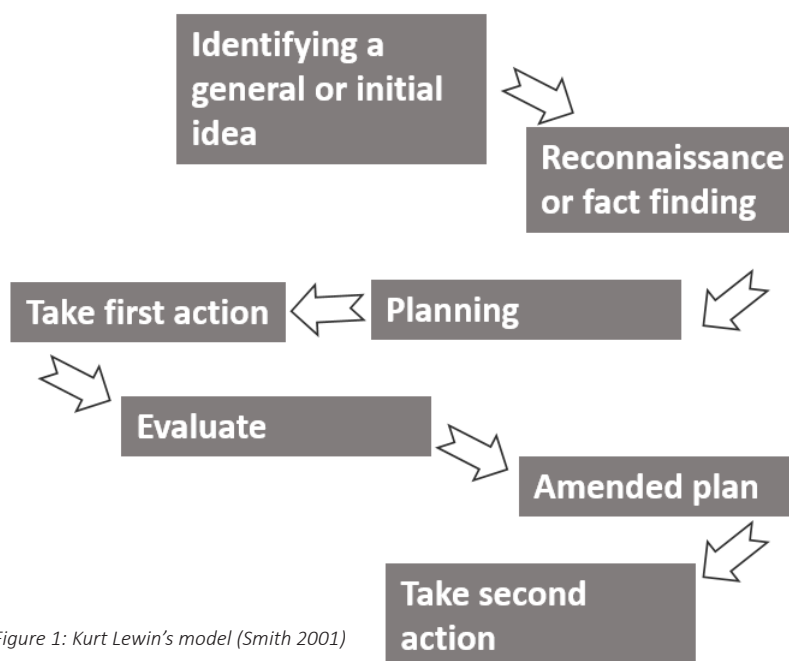 Identifying a
general or initial
idea
Reconnaissance
or fact finding
Planning
Take first action
Evaluate
Amended plan
Take second
action
Figure 1: Kurt Lewin's model (Smith 2001)